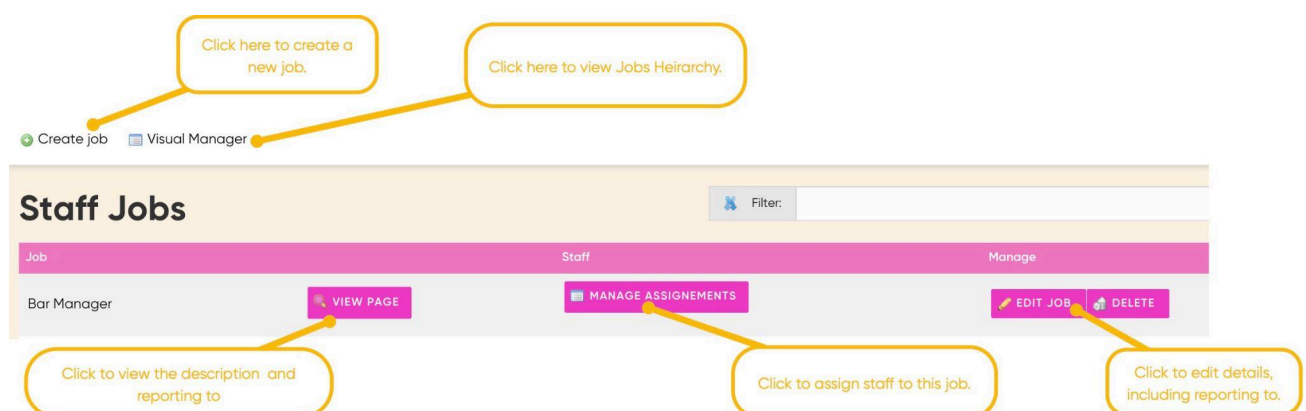 Click here to create a
new job.
Click here to view Jobs Heirarchy.
Create job
Visual Manager
Staff Jobs
Filter:
Job
Staff
Manage
Bar Manager
VIEW PAGE
MANAGE ASSIGNEMENTS
EDIT JOB
DELETE
Click to view the description and
reporting to
Click to assign staff to this job.
Click to edit details,
including reporting to.